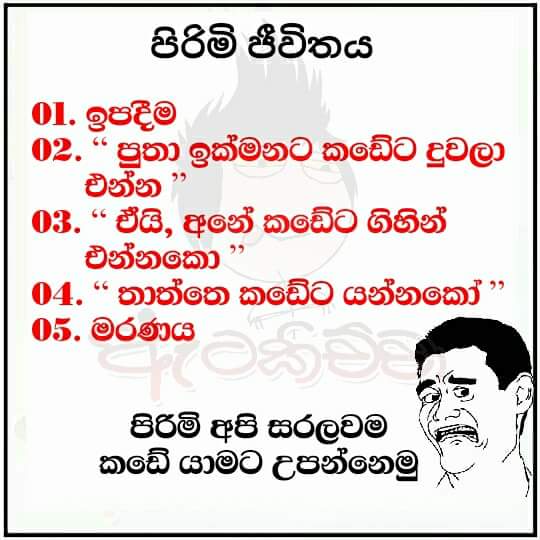 පිරිමි ජීවිතය
01. ඉපදීම
02. “ පුතා ඉක්මනට කඩේට දුවලා
එන්න ”
03. “ ඒයි, අනේ කඩේට ගිහින්
එන්නකො ”
04. “ තාත්තෙ කඩේට යන්නකෝ ”
05. මරණය
ඇටකිච්චා
පිරිමි අපි සරලවම
කඩේ යාමට උපන්නෙමු